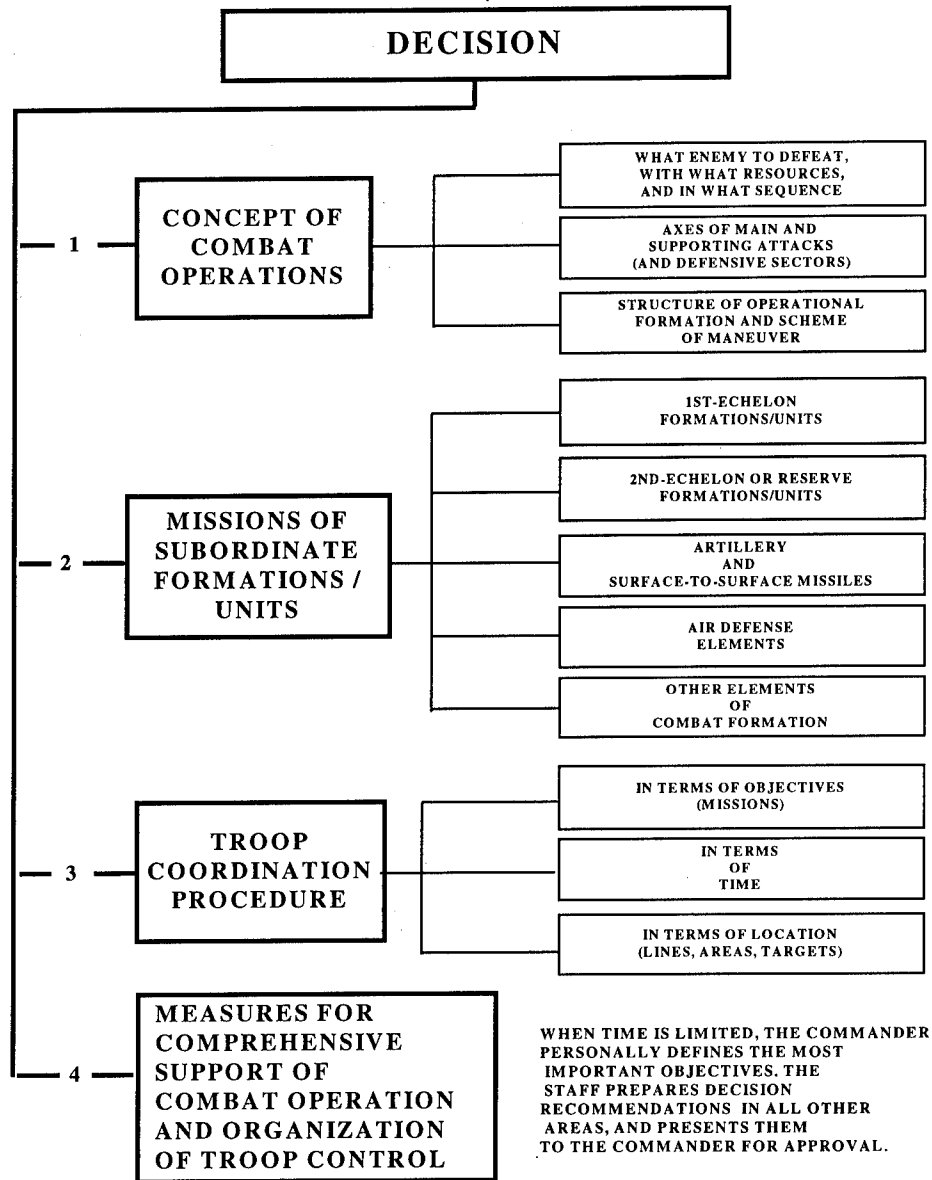 DECISION
1
CONCEPT OF
COMBAT
OPERATIONS
WHAT ENEMY TO DEFEAT,
WITH WHAT RESOURCES,
AND IN WHAT SEQUENCE
AXES OF MAIN AND
SUPPORTING ATTACKS
(AND DEFENSIVE SECTORS)
STRUCTURE OF OPERATIONAL
FORMATION AND SCHEME
OF MANEUVER
2
MISSIONS OF
SUBORDINATE
FORMATIONS /
UNITS
1ST-ECHELON
FORMATIONS/UNITS
2ND-ECHELON OR RESERVE
FORMATIONS/UNITS
ARTILLERY
AND
SURFACE-TO-SURFACE MISSILES
AIR DEFENSE
ELEMENTS
OTHER ELEMENTS
OF
COMBAT FORMATION
3
TROOP
COORDINATION
PROCEDURE
IN TERMS OF OBJECTIVES
(MISSIONS)
IN TERMS
OF
TIME
IN TERMS OF LOCATION
(LINES, AREAS, TARGETS)
4
MEASURES FOR
COMPREHENSIVE
SUPPORT OF
COMBAT OPERATION
AND ORGANIZATION
OF TROOP CONTROL
WHEN TIME IS LIMITED, THE COMMANDER
PERSONALLY DEFINES THE MOST
IMPORTANT OBJECTIVES. THE
STAFF PREPARES DECISION
RECOMMENDATIONS IN ALL OTHER
AREAS, AND PRESENTS THEM
TO THE COMMANDER FOR APPROVAL.